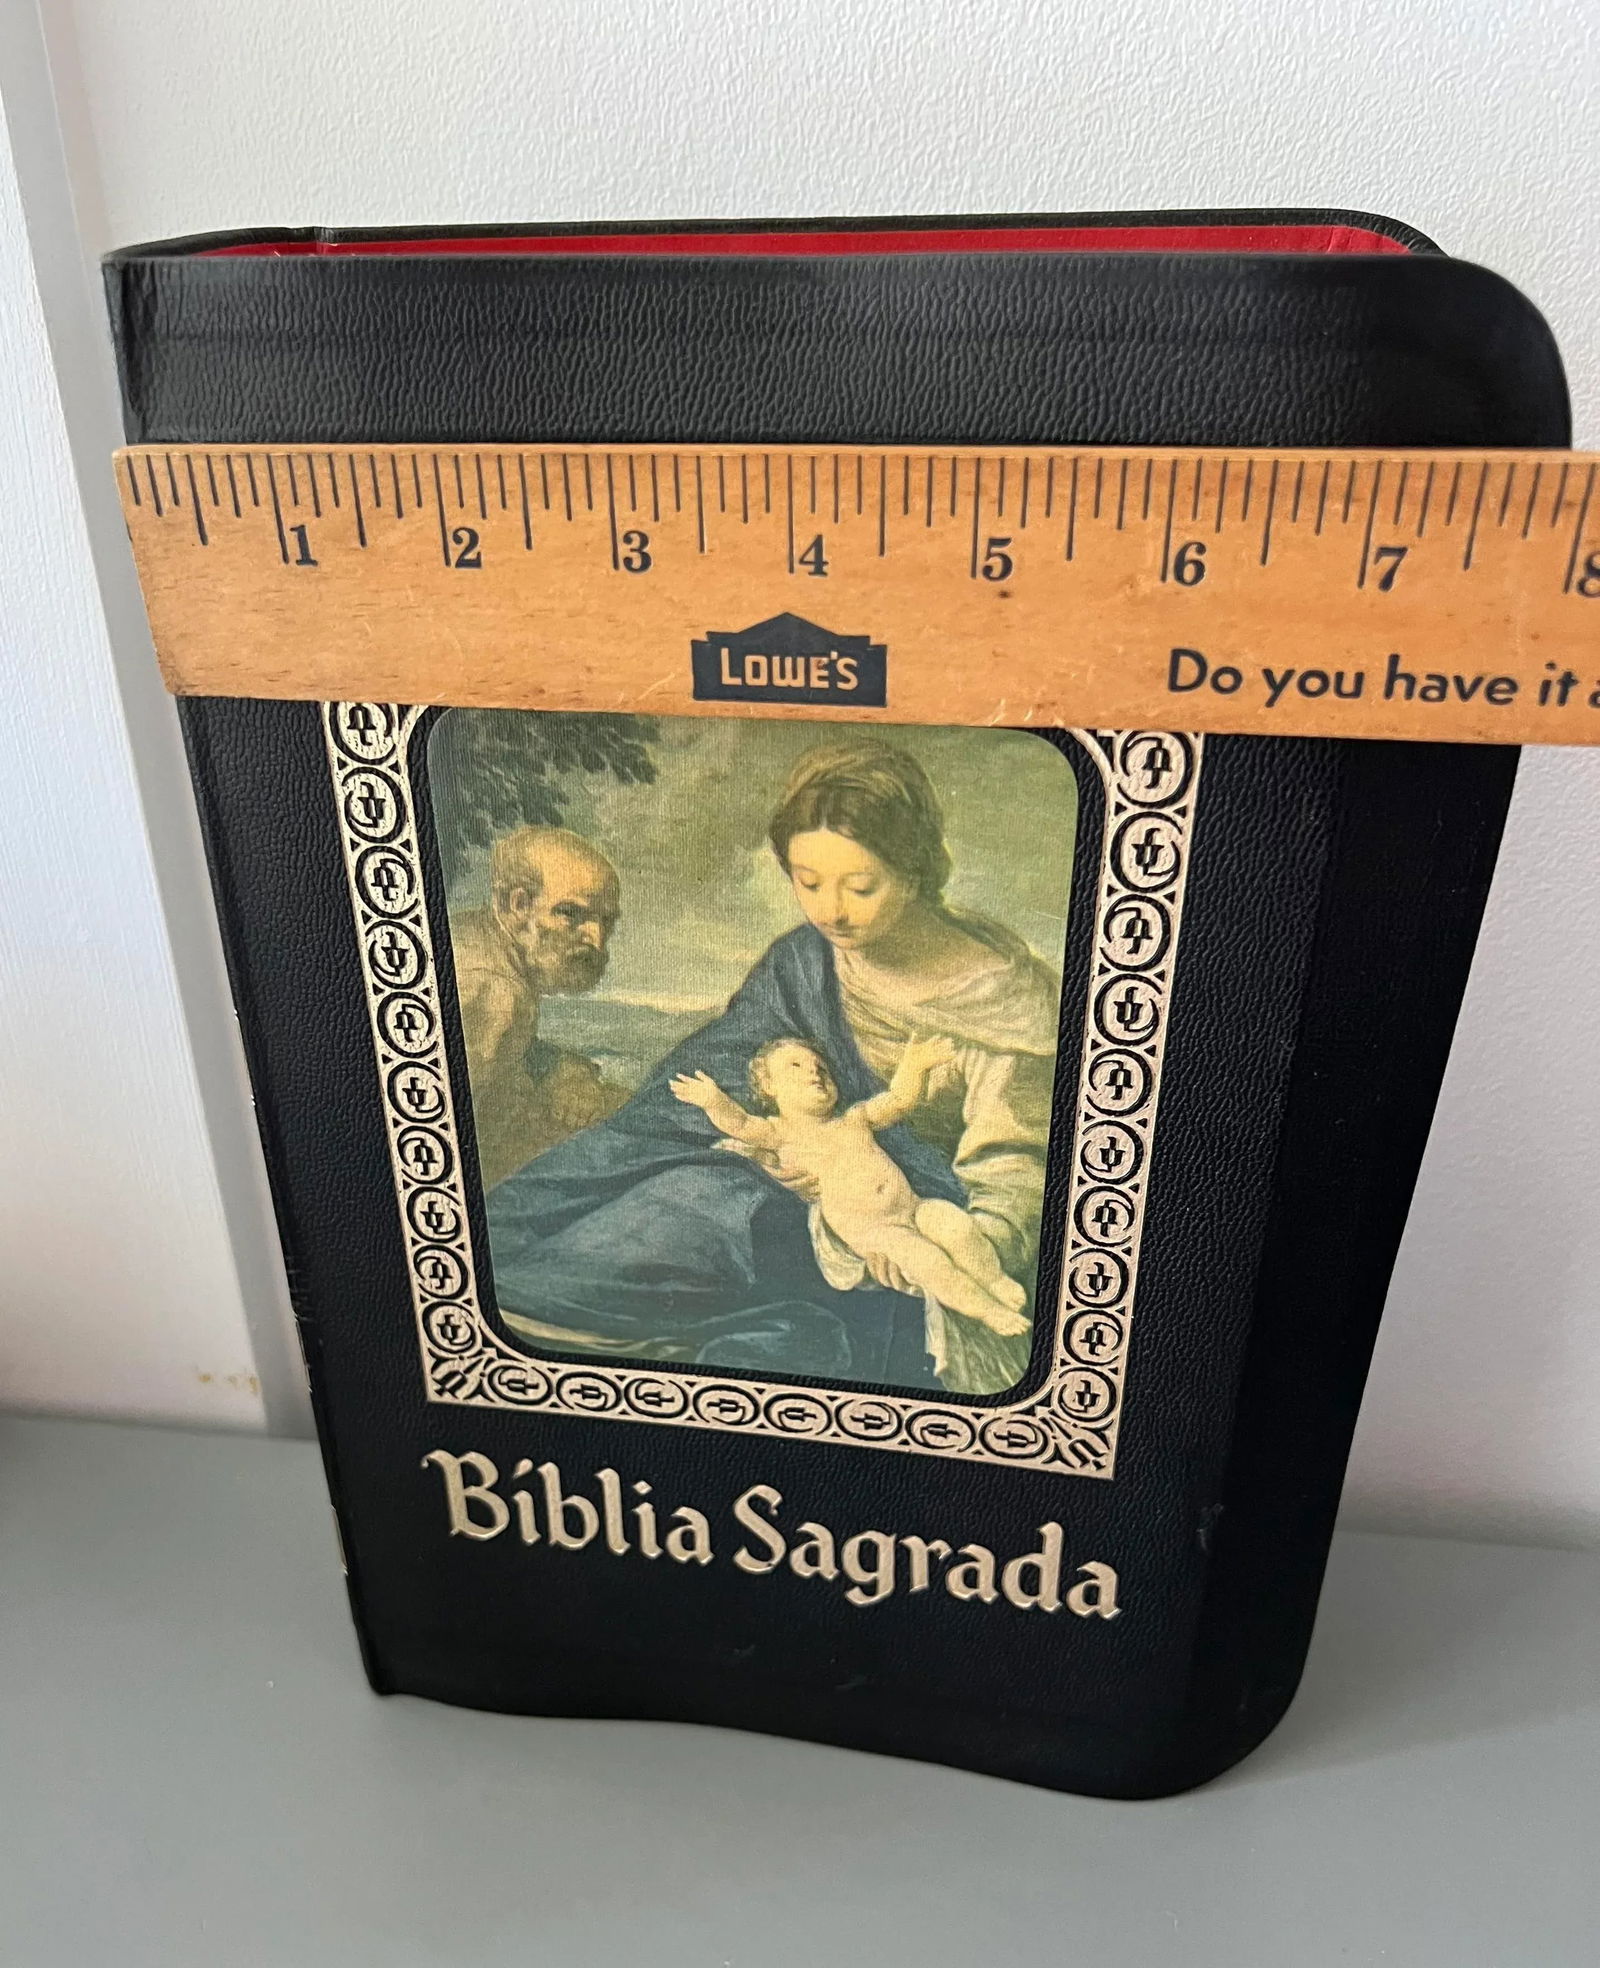 1 2 3 4 5 6 7 8
LOWE'S
Do you have it
Bíblia Sagrada